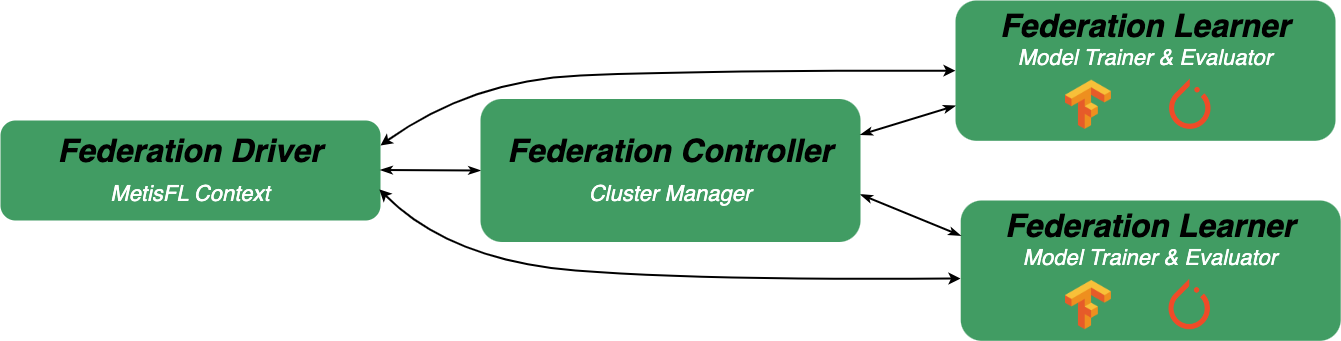 Federation Driver
MetisFL Context
Federation Controller
Cluster Manager
Federation Learner
Model Trainer & Evaluator
Federation Learner
Model Trainer & Evaluator